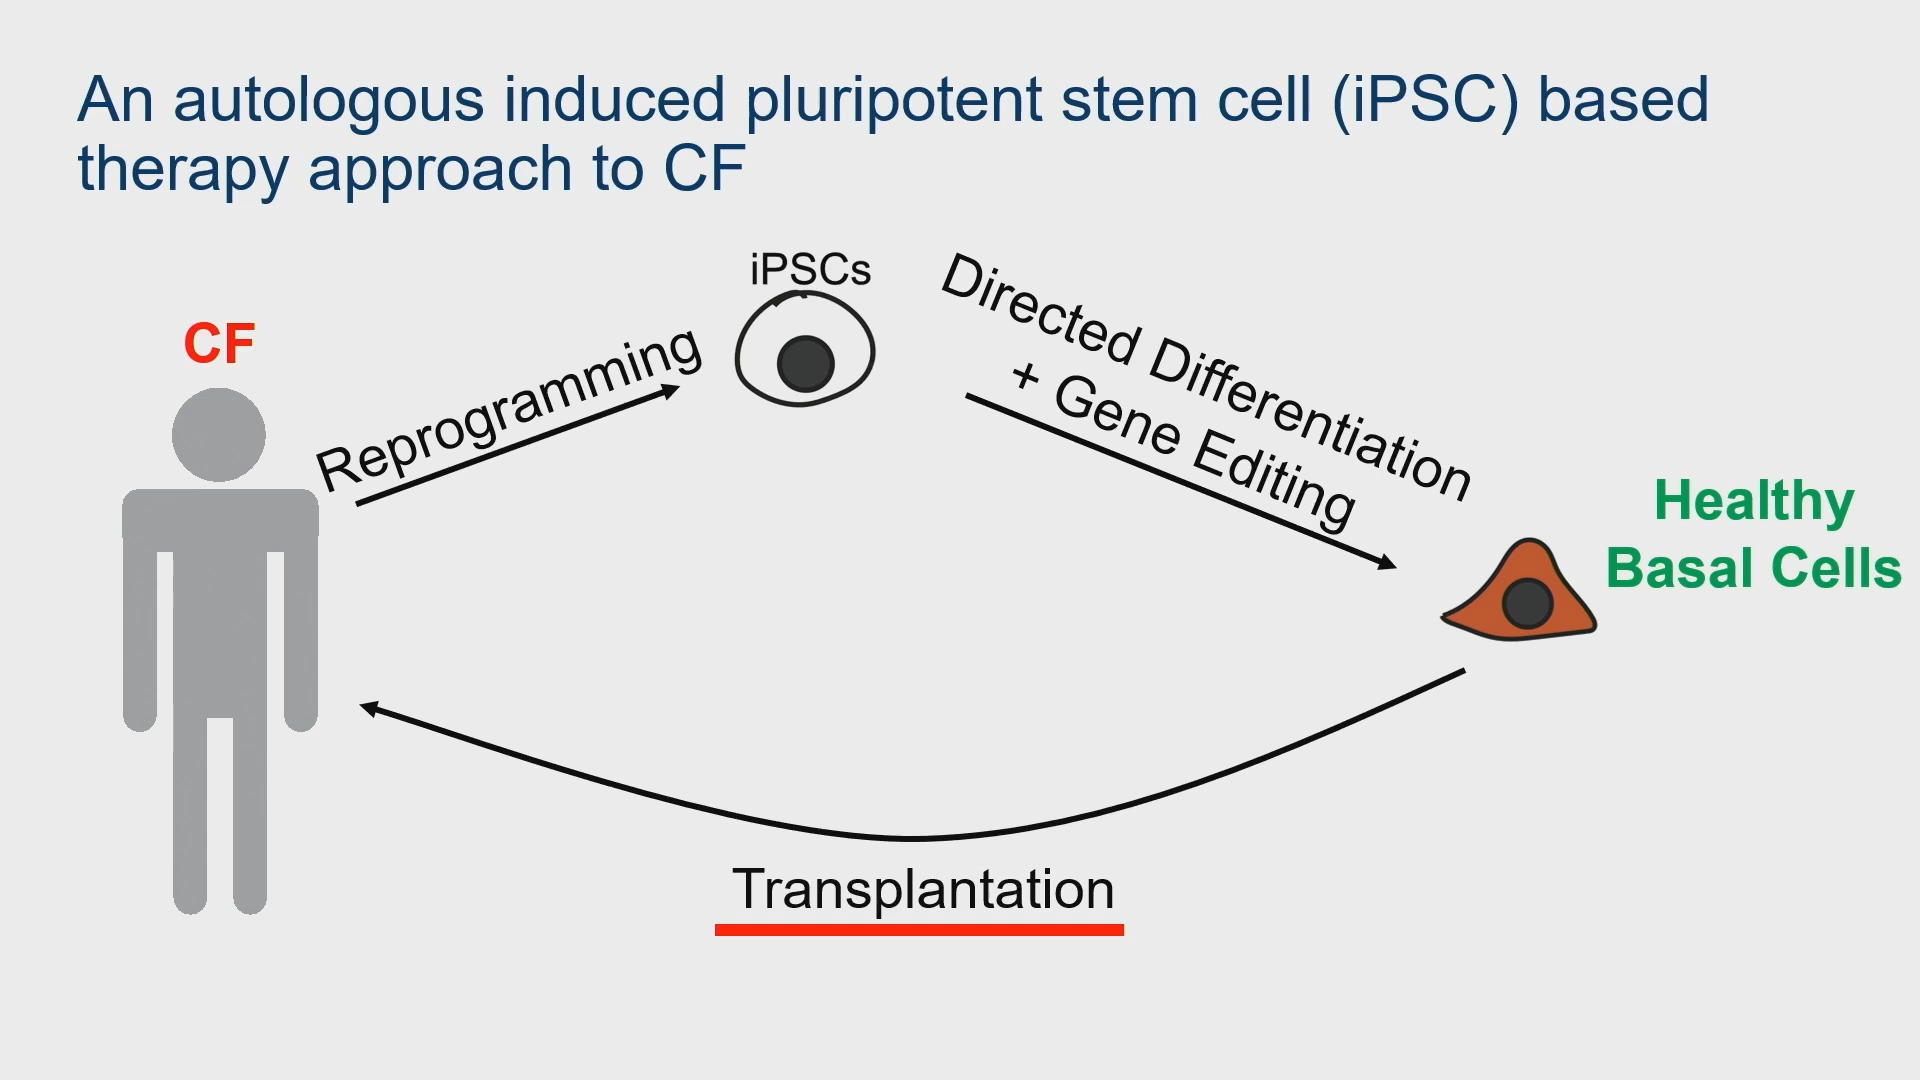 An autologous induced pluripotent stem cell (iPSC) based
therapy approach to CF
iPSCs
CF
Reprogramming
Directed Differentiation
+ Gene Editing
Healthy
Basal Cells
Transplantation